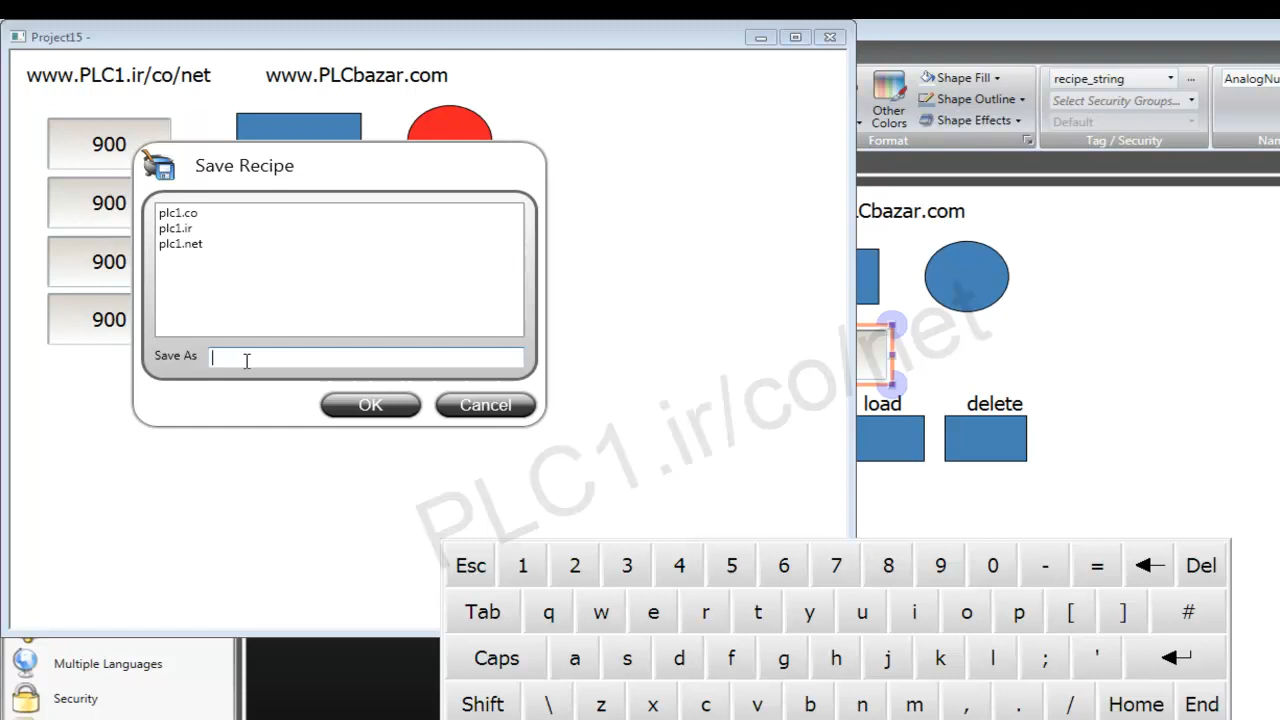 Project15 -
www.PLC1.ir/co/net
www.PLCbazar.com
900
900
900
900
Save Recipe
plc1.co
plc1.ir
plc1.net
Save As
OK
Cancel
Other
Colors
Shape Fill
Shape Outline
Shape Effects
Format
recipe_string
...
Select Security Groups...
Default
Tag / Security
AnalogNu
Nam
Cbazar.com
load
delete
PLC1.ir/co/net
Multiple Languages
Security
Esc 1 2 3 4 5 6 7 8 9 0 - = Del
Tab q w e r t y u i o p [ ] #
Caps a s d f g h j k l ; '
Shift \ z x c v b n m , . / Home End